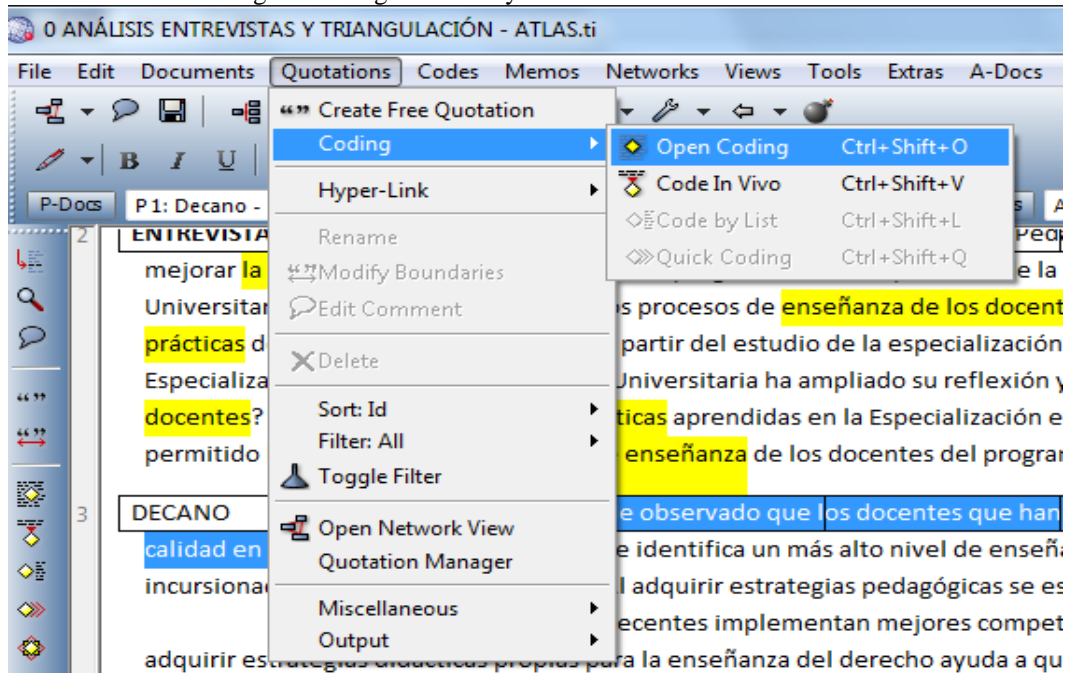 0 ANÁLISIS ENTREVISTAS Y TRIANGULACIÓN - ATLAS.ti
File Edit Documents Quotations Codes Memos Networks Views Tools Extras A-Docs
B I U
P-Docs P 1: Decano -
Create Free Quotation
Coding
Hyper-Link
Rename
Modify Boundaries
Edit Comment
Delete
Sort: Id
Filter: All
Toggle Filter
Open Network View
Quotation Manager
Miscellaneous
Output
Open Coding Ctrl+Shift+O
Code In Vivo Ctrl+Shift+V
Code by List Ctrl+Shift+L
Quick Coding Ctrl+Shift+Q
2 ENTREVISTA
mejorar la e la
Universitar os procesos de enseñanza de los docent
prácticas d partir del estudio de la especialización
Especializa Universitaria ha ampliado su reflexión y
docentes? ticas aprendidas en la Especialización e
permitido enseñanza de los docentes del program
3 DECANO e observado que los docentes que han
calidad en e identifica un más alto nivel de enseña
incursiona l adquirir estrategias pedagógicas se es
ecentes implementan mejores compet
adquirir estrategias didácticas propias para la enseñanza del derecho ayuda a qu